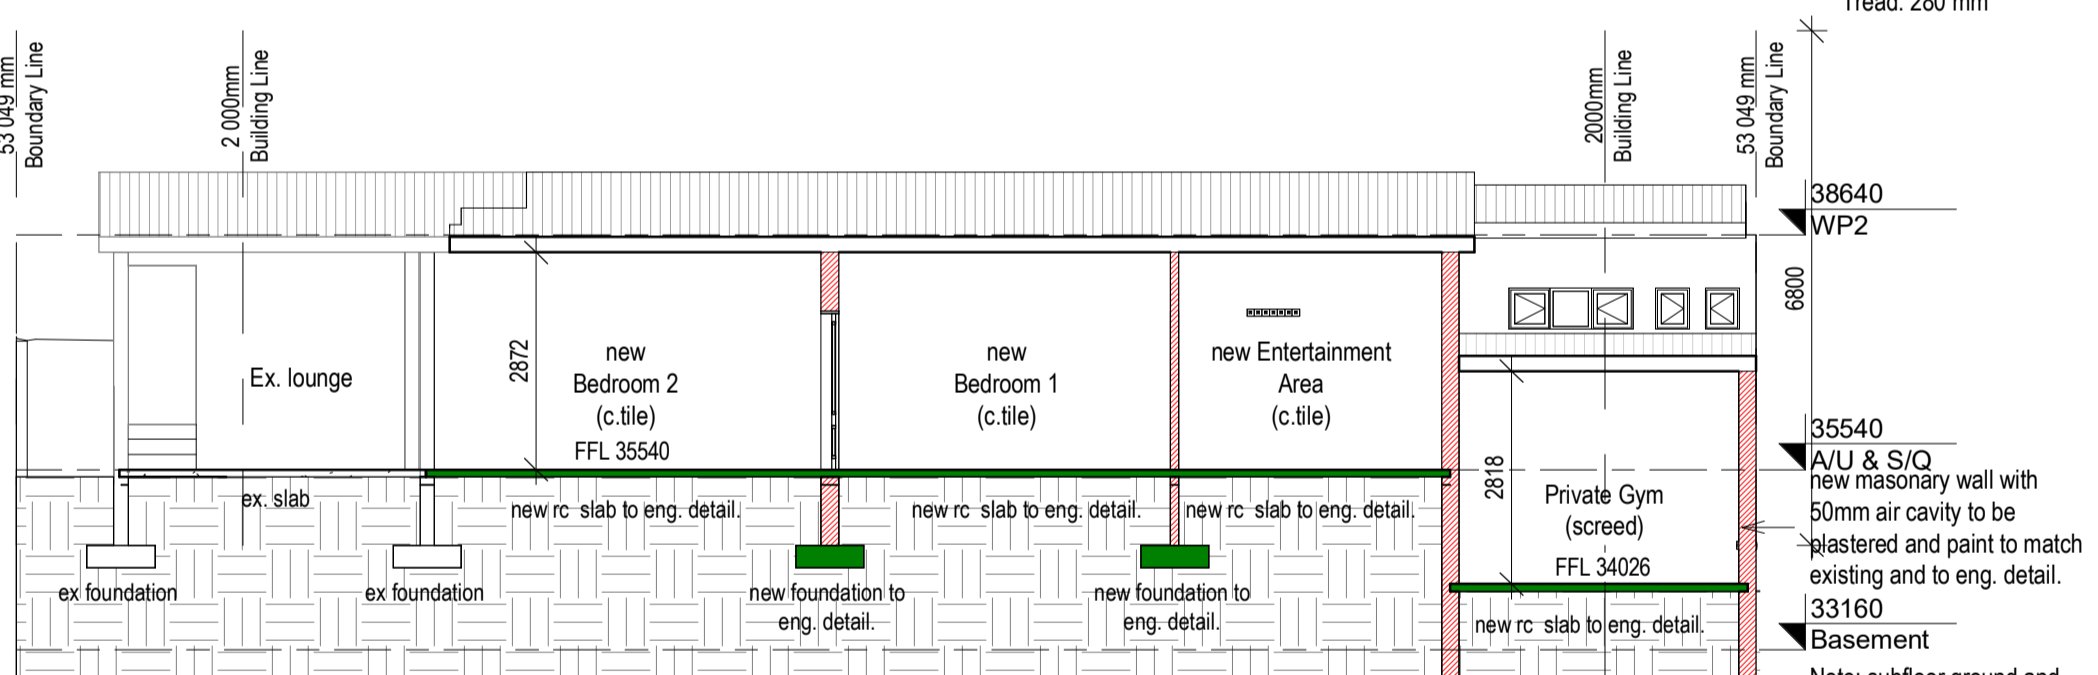 Tread: 280 mm
53 049 mm
Boundary Line
2 000mm
Building Line
2000mm
Building Line
53 049 mm
Boundary Line
38640
WP2
6800
Ex. lounge
2872
new
Bedroom 2
(c.tile)
FFL 35540
new
Bedroom 1
(c.tile)
new Entertainment
Area
(c.tile)
35540
A/U & S/Q
new masonary wall with
50mm air cavity to be
plastered and paint to match
existing and to eng. detail.
2818
Private Gym
(screed)
FFL 34026
ex. slab
new rc slab to eng. detail.
new rc slab to eng. detail.
new rc slab to eng. detail.
ex foundation
ex foundation
new foundation to
eng. detail.
new foundation to
eng. detail.
new rc slab to eng. detail.
33160
Basement
Note: subfloor ground and